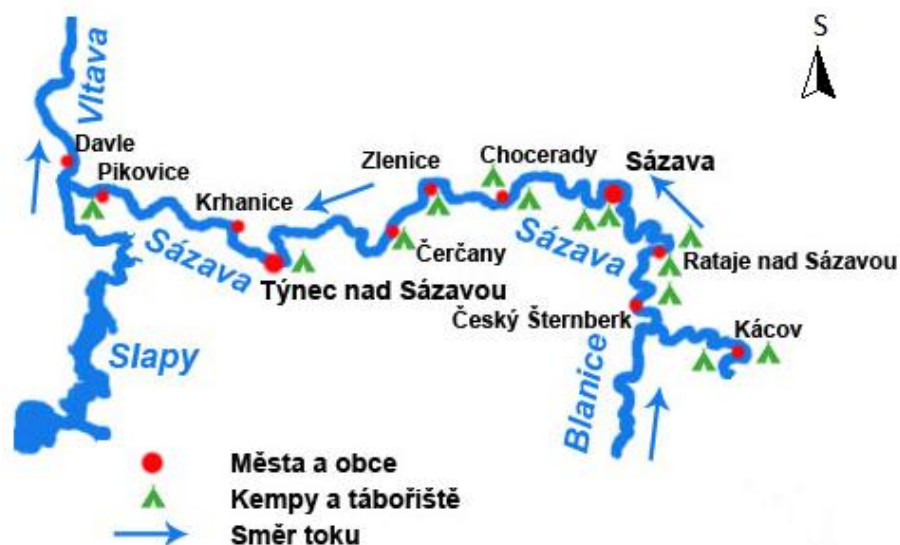 S
Vltava
Davle
Pikovice
Krhanice
Sázava
Týnec nad Sázavou
Zlenice
Čerčany
Chocerady
Sázava
Sázava
Rataje nad Sázavou
Český Šternberk
Kácov
Blanice
Slapy
Města a obce
Kempy a tábořiště
Směr toku